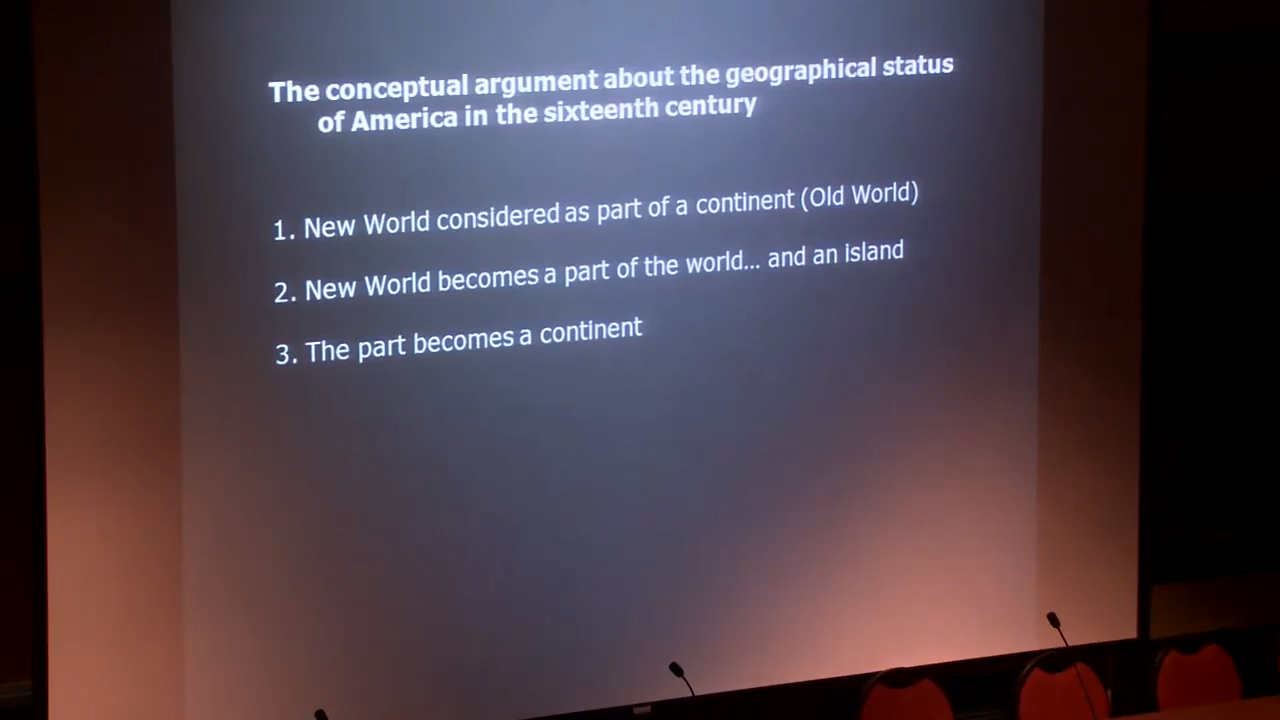 The conceptual argument about the geographical status
of America in the sixteenth century
1. New World considered as part of a continent (Old World)
2. New World becomes a part of the world... and an island
3. The part becomes a continent